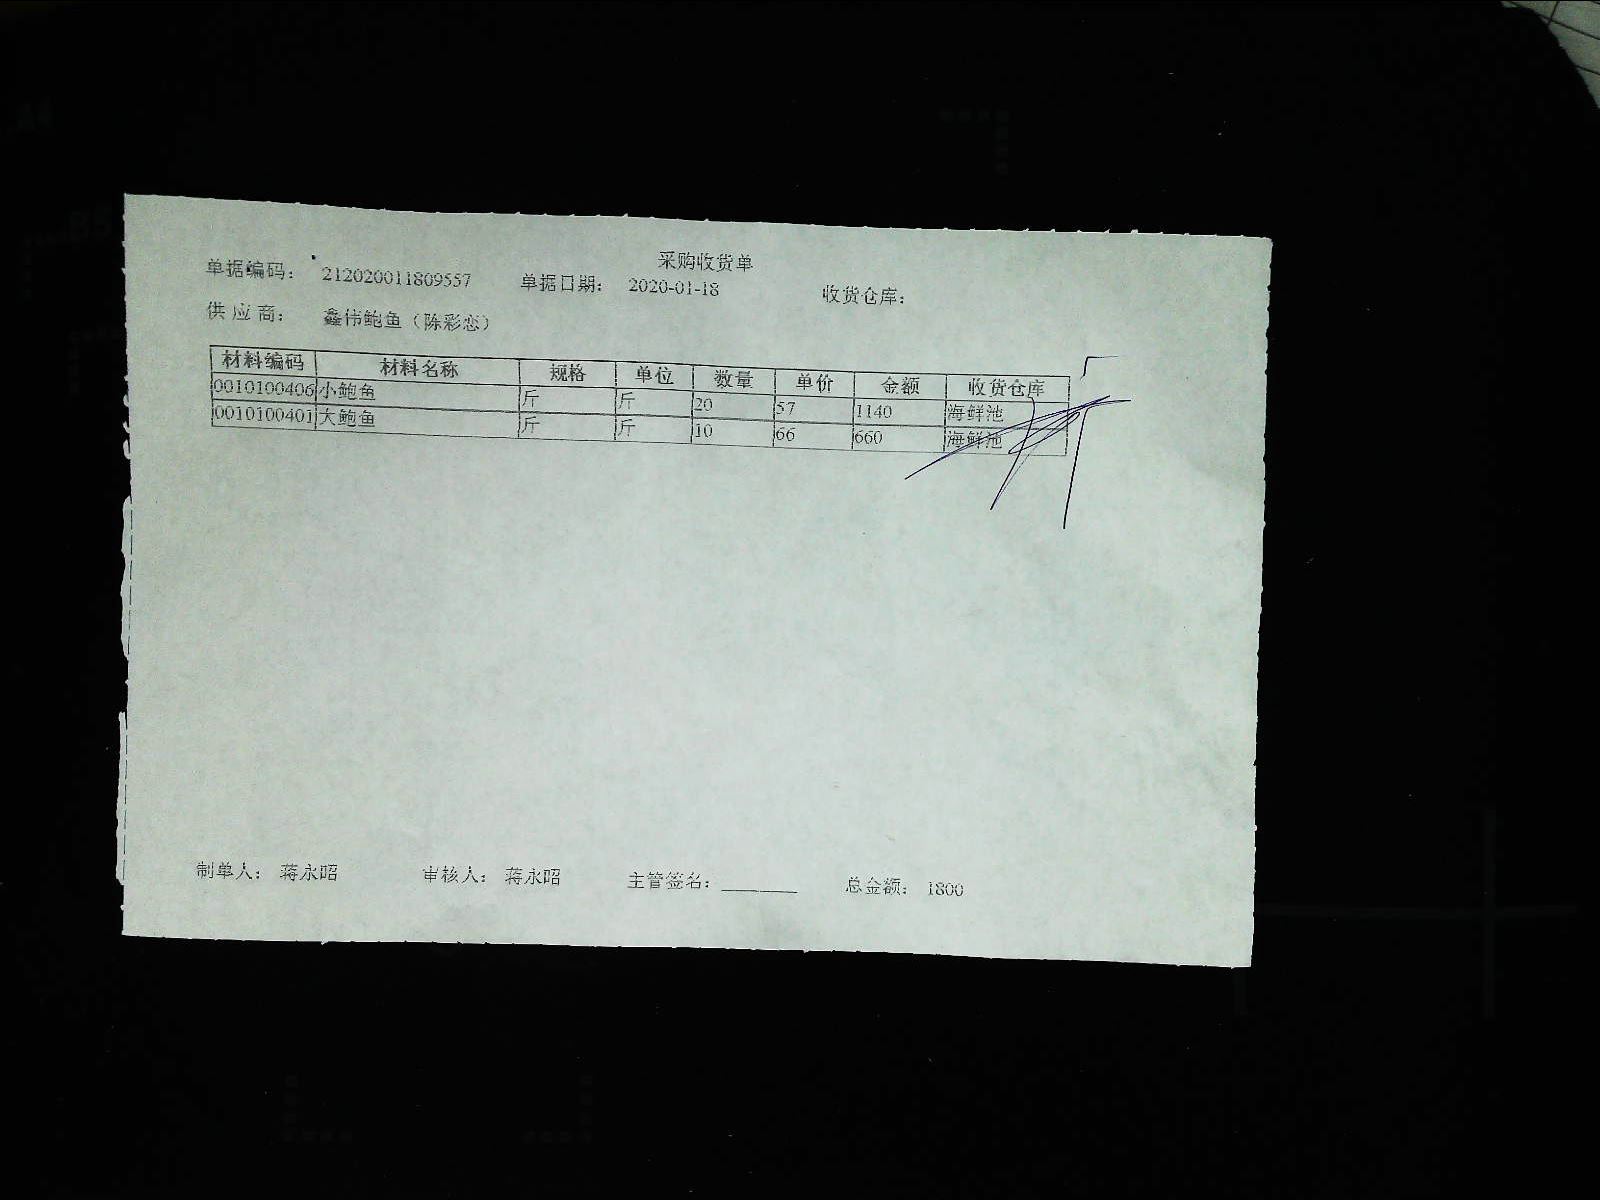 采购收货单
单据编码： 212020011809557 单据日期： 2020-01-18 收货仓库：
供 应 商： 鑫伟鲍鱼（陈彩恋）
材料编码 材料名称 规格 单位 数量 单价 金额 收货仓库
0010100406 小鲍鱼 斤 斤 20 57 1140 海鲜池
0010100401 大鲍鱼 斤 斤 10 66 660 海鲜池
制单人： 蒋永昭 审核人： 蒋永昭 主管签名：________ 总金额： 1800